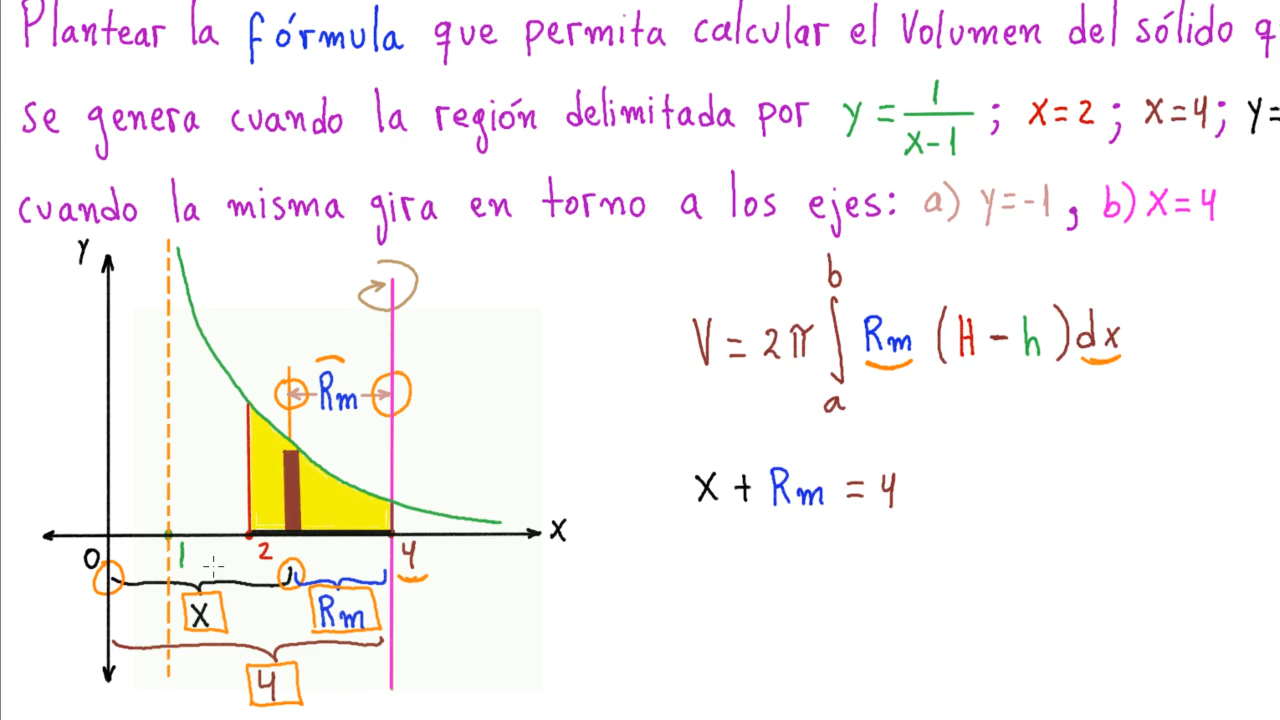 Plantear la fórmula que permita calcular el Volumen del sólido q
se genera cuando la región delimitada por y = 1/(x-1) ; x=2 ; x=4 ; y=
cuando la misma gira en torno a los ejes: a) y=-1, b) x=4
Y
b
V = 2π ∫ Rm (H - h) dx
a
Rm
x + Rm = 4
X
0 1 2 4
x Rm
4